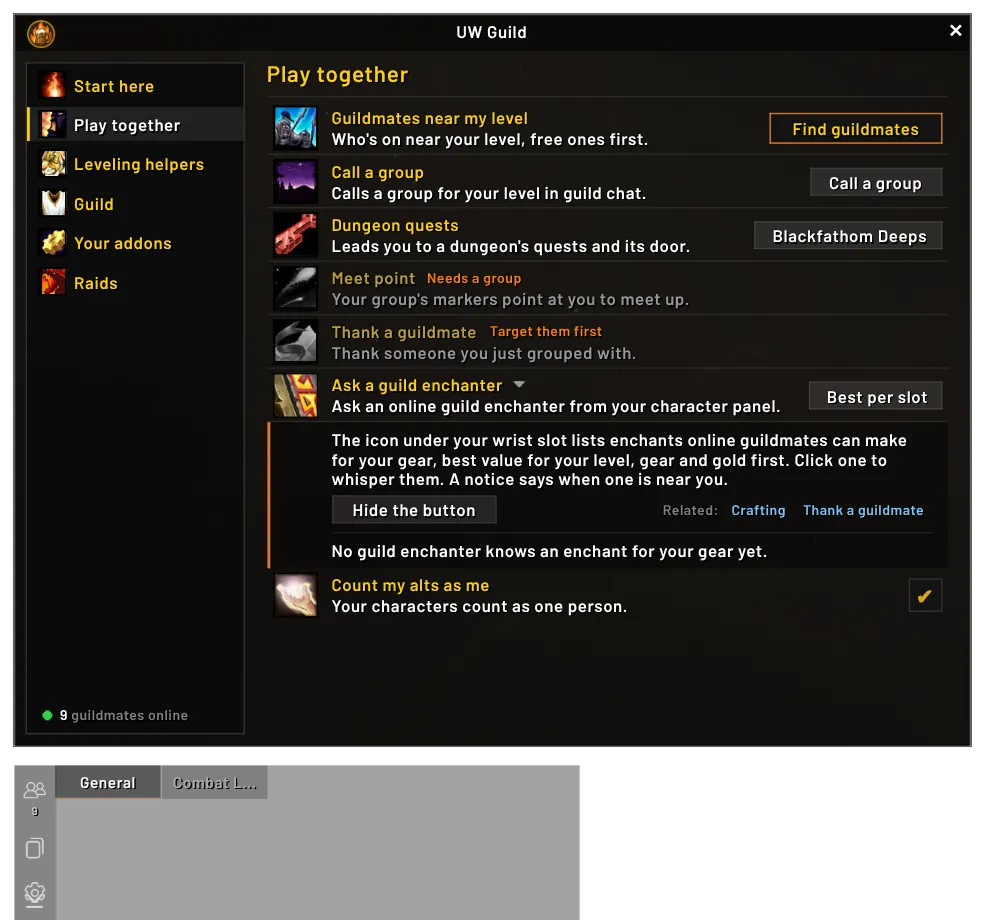 UW Guild
Start here
Play together
Leveling helpers
Guild
Your addons
Raids
9 guildmates online
Play together
Guildmates near my level
Who's on near your level, free ones first.
Find guildmates
Call a group
Calls a group for your level in guild chat.
Call a group
Dungeon quests
Leads you to a dungeon's quests and its door.
Blackfathom Deeps
Meet point Needs a group
Your group's markers point at you to meet up.
Thank a guildmate Target them first
Thank someone you just grouped with.
Ask a guild enchanter
Ask an online guild enchanter from your character panel.
Best per slot
The icon under your wrist slot lists enchants online guildmates can make
for your gear, best value for your level, gear and gold first. Click one to
whisper them. A notice says when one is near you.
Hide the button
Related: Crafting Thank a guildmate
No guild enchanter knows an enchant for your gear yet.
Count my alts as me
Your characters count as one person.
General
Combat L...
9